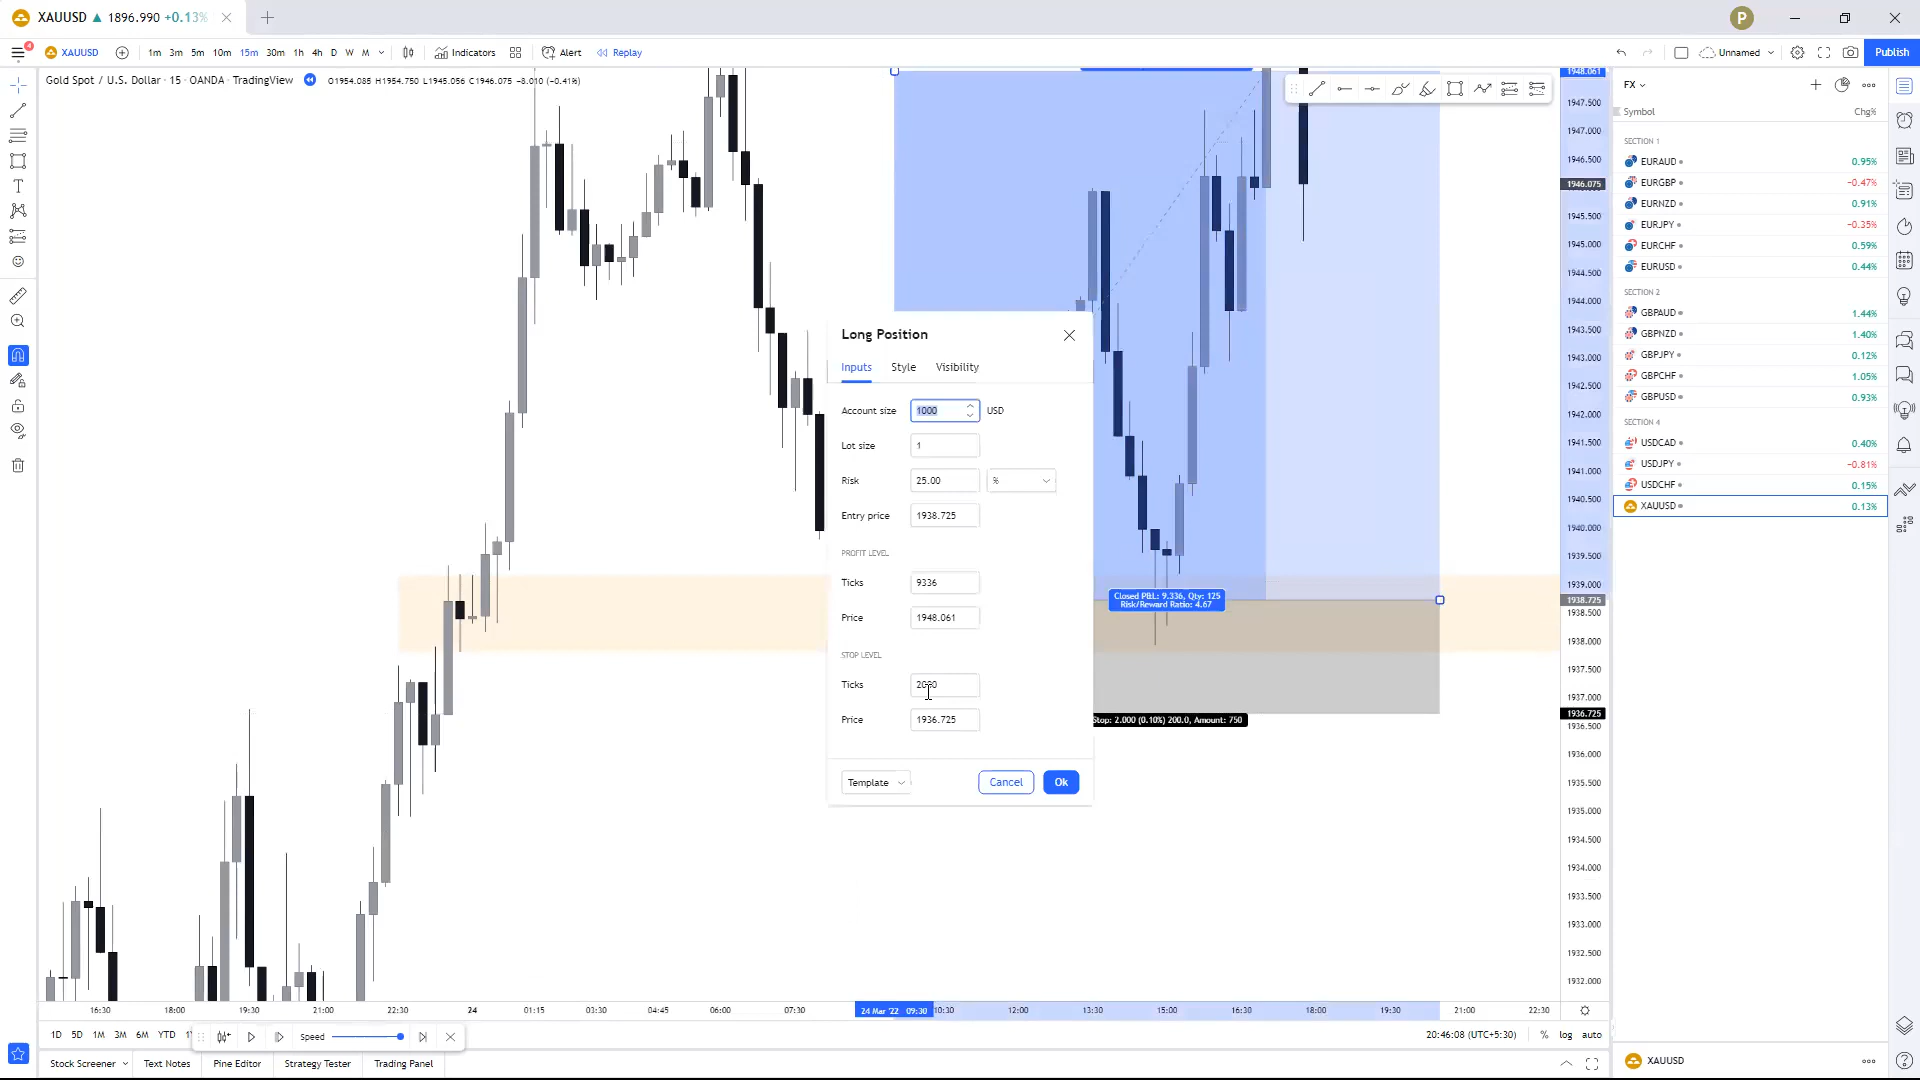 XAUUSD ▲ 1896.990 +0.13%
P
4
XAUUSD 1m 3m 5m 10m 15m 30m 1h 4h D W M Indicators Alert Replay Unnamed Publish
Gold Spot / U.S. Dollar · 15 · OANDA · TradingView O1954.085 H1954.750 L1945.056 C1946.075 −8.010 (−0.41%)
1948.061
1947.500
1947.000
1946.500
1946.075
1945.500
1945.000
1944.500
1944.000
1943.500
1943.000
1942.500
1942.000
1941.500
1941.000
1940.500
1940.000
1939.500
1939.000
1938.725
1938.500
1938.000
1937.500
1937.000
1936.725
1936.500
1936.000
1935.500
1935.000
1934.500
1934.000
1933.500
1933.000
1932.500
1932.000
Long Position
Inputs Style Visibility
Account size 1000 USD
Lot size 1
Risk 25.00 %
Entry price 1938.725
PROFIT LEVEL
Ticks 9336
Price 1948.061
STOP LEVEL
Ticks 2000
Price 1936.725
Template Cancel Ok
Closed P&L: 9.336, Qty: 125
Risk/Reward Ratio: 4.67
Stop: 2.000 (0.10%) 200.0, Amount: 750
16:30 18:00 19:30 21:00 22:30 24 01:15 03:30 04:45 06:00 07:30 24 Mar '22 09:30 10:30 12:00 13:30 15:00 16:30 18:00 19:30 21:00 22:30
1D 5D 1M 3M 6M YTD Speed 20:46:08 (UTC+5:30) % log auto
Stock Screener Text Notes Pine Editor Strategy Tester Trading Panel
FX
Symbol Chg%
SECTION 1
EURAUD 0.95%
EURGBP −0.47%
EURNZD 0.91%
EURJPY −0.35%
EURCHF 0.59%
EURUSD 0.44%
SECTION 2
GBPAUD 1.44%
GBPNZD 1.40%
GBPJPY 0.12%
GBPCHF 1.05%
GBPUSD 0.93%
SECTION 4
USDCAD 0.40%
USDJPY −0.81%
USDCHF 0.15%
XAUUSD 0.13%
XAUUSD